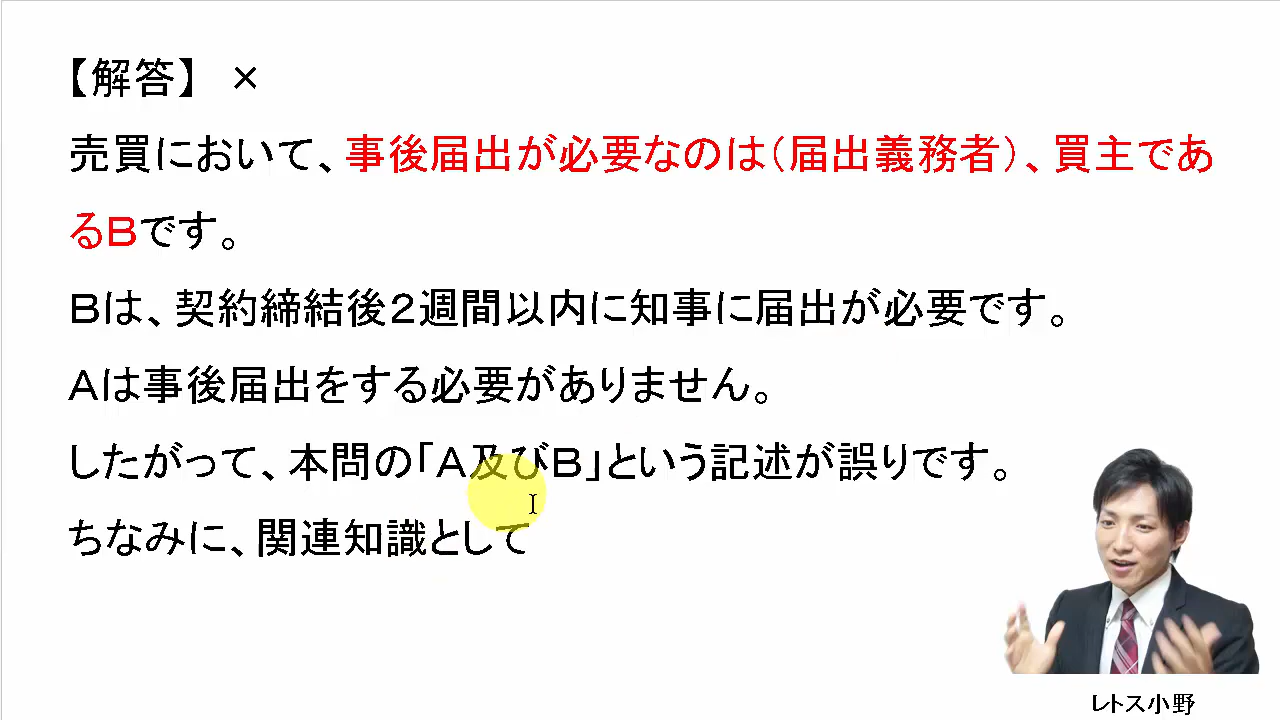 【解答】 ×
売買において、事後届出が必要なのは（届出義務者）、買主であ
るＢです。
Ｂは、契約締結後２週間以内に知事に届出が必要です。
Ａは事後届出をする必要がありません。
したがって、本問の「Ａ及びＢ」という記述が誤りです。
ちなみに、関連知識として
レトス小野